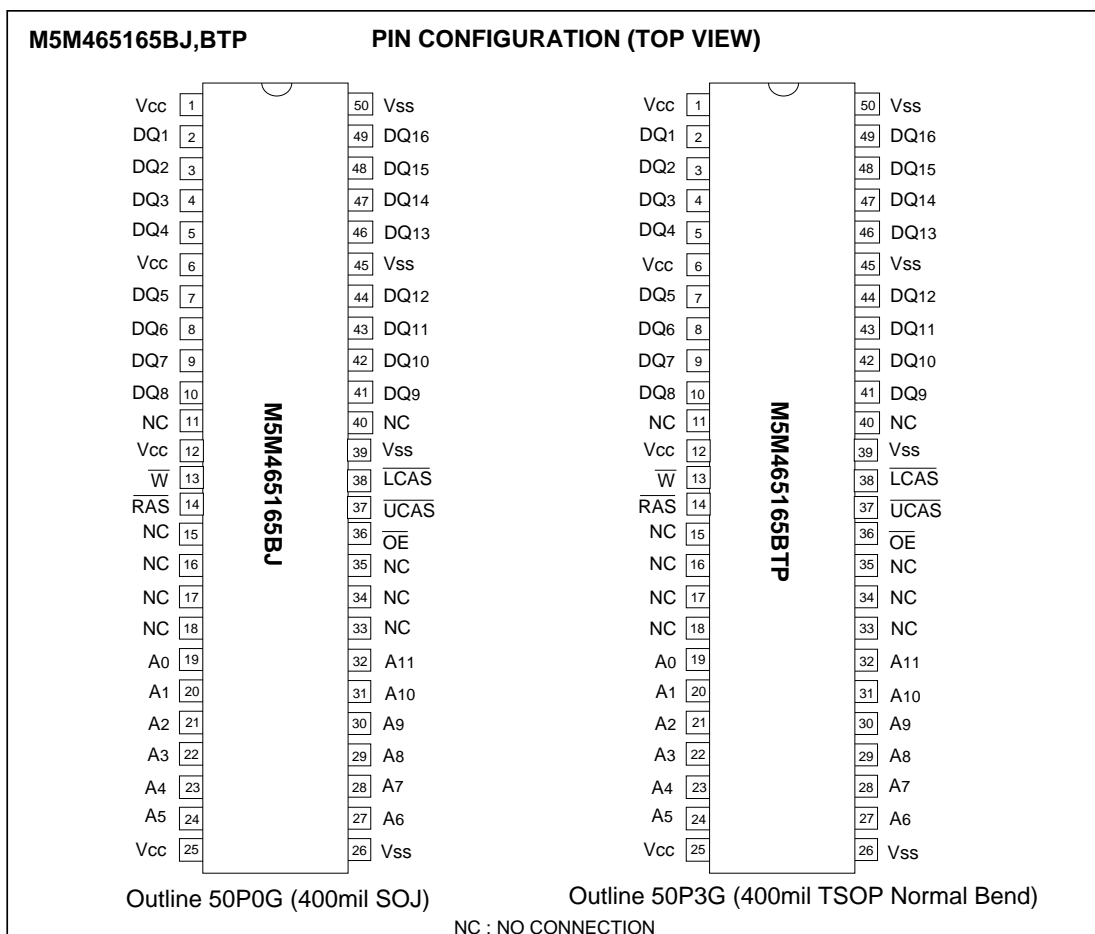 M5M465165BJ,BTP PIN CONFIGURATION (TOP VIEW)
Vcc 1 50 Vss
DQ1 2 49 DQ16
DQ2 3 48 DQ15
DQ3 4 47 DQ14
DQ4 5 46 DQ13
Vcc 6 45 Vss
DQ5 7 44 DQ12
DQ6 8 43 DQ11
DQ7 9 42 DQ10
DQ8 10 41 DQ9
NC 11 40 NC
Vcc 12 39 Vss
W 13 38 LCAS
RAS 14 37 UCAS
NC 15 36 OE
NC 16 35 NC
NC 17 34 NC
NC 18 33 NC
A0 19 32 A11
A1 20 31 A10
A2 21 30 A9
A3 22 29 A8
A4 23 28 A7
A5 24 27 A6
Vcc 25 26 Vss
M5M465165BJ
Outline 50P0G (400mil SOJ)
Vcc 1 50 Vss
DQ1 2 49 DQ16
DQ2 3 48 DQ15
DQ3 4 47 DQ14
DQ4 5 46 DQ13
Vcc 6 45 Vss
DQ5 7 44 DQ12
DQ6 8 43 DQ11
DQ7 9 42 DQ10
DQ8 10 41 DQ9
NC 11 40 NC
Vcc 12 39 Vss
W 13 38 LCAS
RAS 14 37 UCAS
NC 15 36 OE
NC 16 35 NC
NC 17 34 NC
NC 18 33 NC
A0 19 32 A11
A1 20 31 A10
A2 21 30 A9
A3 22 29 A8
A4 23 28 A7
A5 24 27 A6
Vcc 25 26 Vss
M5M465165BTP
Outline 50P3G (400mil TSOP Normal Bend)
NC : NO CONNECTION